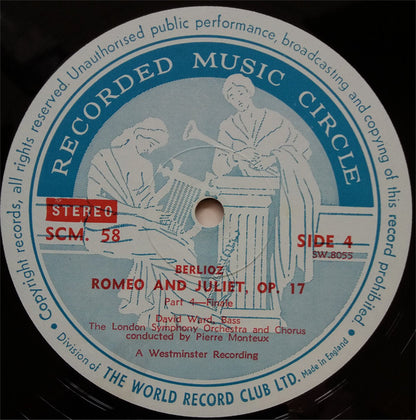 Copyright records, all rights reserved. Unauthorised public performance, broadcasting and copying of this record prohibited.
RECORDED MUSIC CIRCLE
STEREO
SCM. 58
SIDE 4
SW.8055
BERLIOZ
ROMEO AND JULIET, OP. 17
Part 4—Finale
David Ward, Bass
The London Symphony Orchestra and Chorus
conducted by Pierre Monteux
A Westminster Recording
Division of THE WORLD RECORD CLUB LTD. Made in England